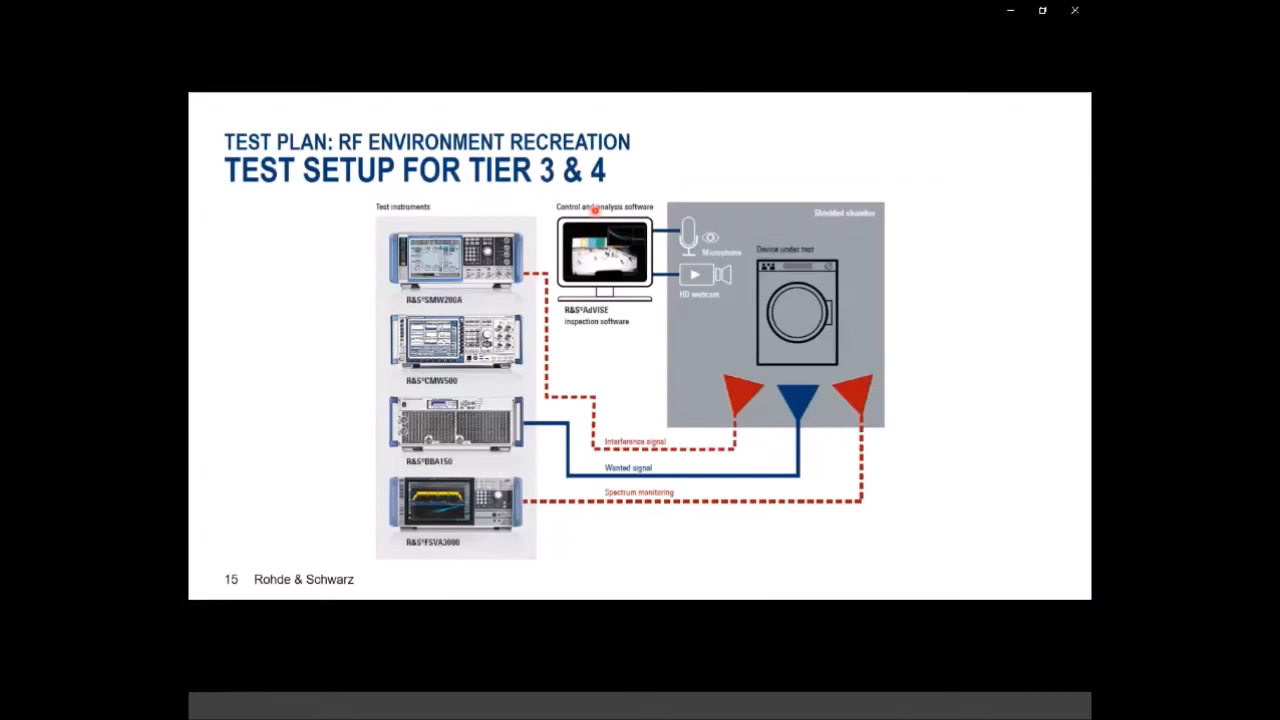 TEST PLAN: RF ENVIRONMENT RECREATION
TEST SETUP FOR TIER 3 & 4
Test instruments
Control and analysis software
Shielded chamber
Microphone
Device under test
HD webcam
R&S®SMW200A
R&S®AdVISE
inspection software
R&S®CMW500
Interference signal
R&S®BBA150
Wanted signal
Spectrum monitoring
R&S®FSVA3000
15 Rohde & Schwarz